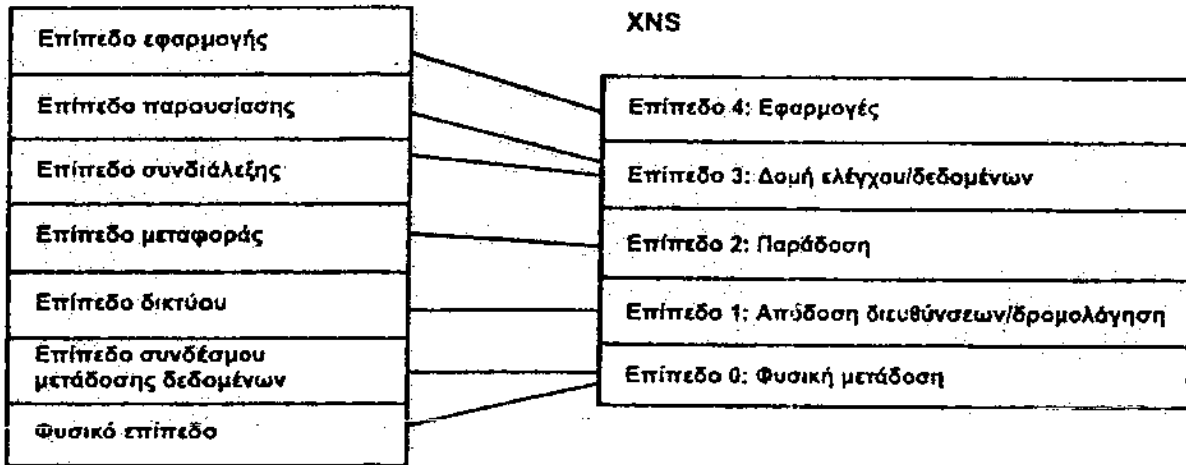 Επίπεδο εφαρμογής
Επίπεδο παρουσίασης
Επίπεδο συνδιάλεξης
Επίπεδο μεταφοράς
Επίπεδο δικτύου
Επίπεδο συνδέσμου
μετάδοσης δεδομένων
Φυσικό επίπεδο
XNS
Επίπεδο 4: Εφαρμογές
Επίπεδο 3: Δομή ελέγχου/δεδομένων
Επίπεδο 2: Παράδοση
Επίπεδο 1: Απόδοση διευθύνσεων/δρομολόγηση
Επίπεδο 0: Φυσική μετάδοση